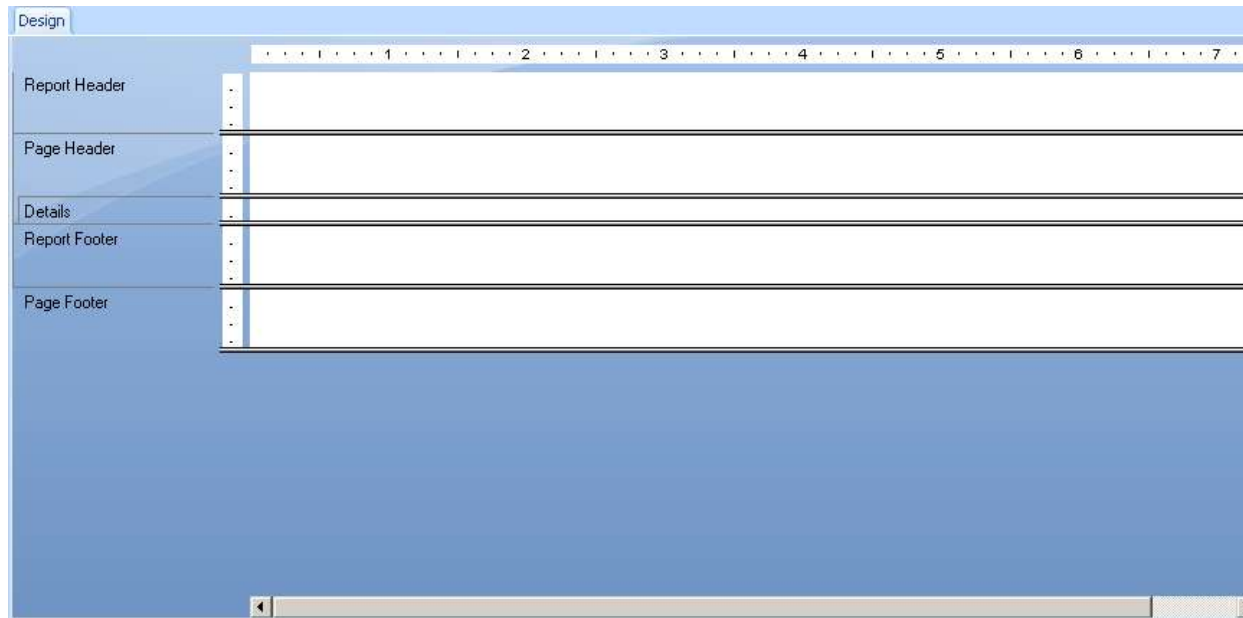 Design
1 2 3 4 5 6 7
Report Header
Page Header
Details
Report Footer
Page Footer